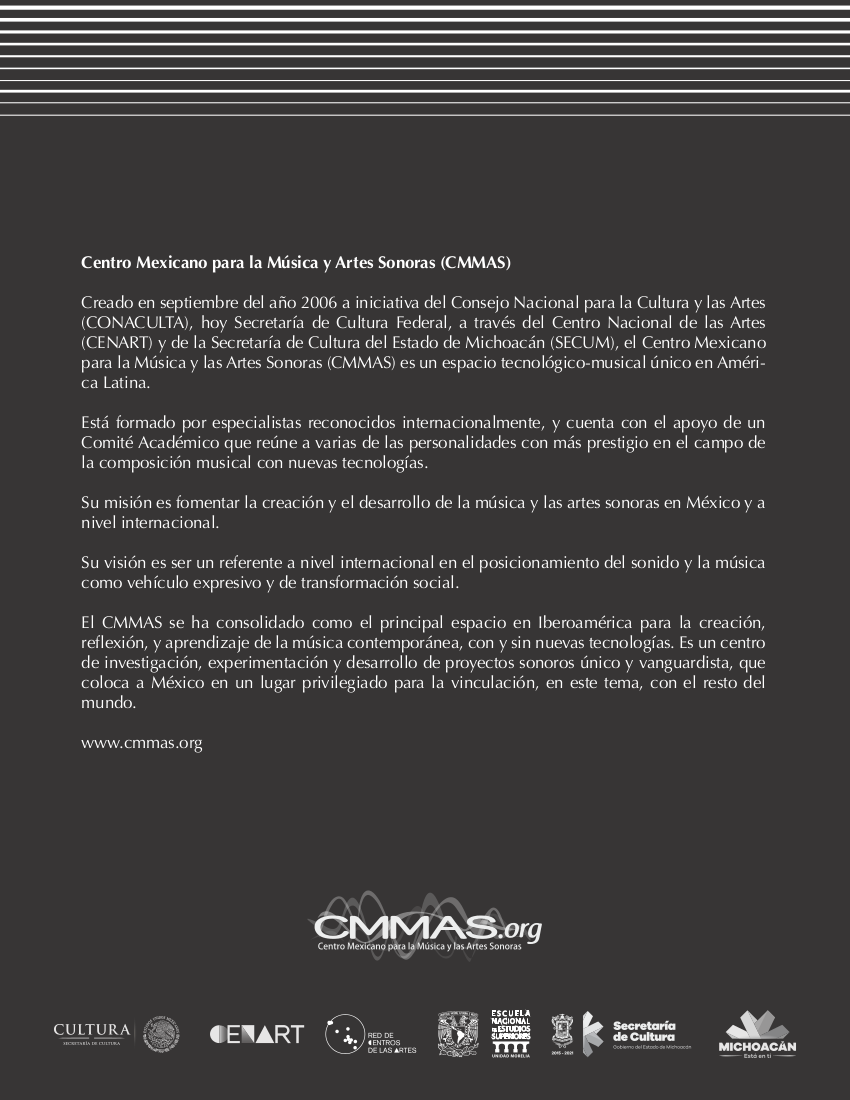 Centro Mexicano para la Música y Artes Sonoras (CMMAS)
Creado en septiembre del año 2006 a iniciativa del Consejo Nacional para la Cultura y las Artes
(CONACULTA), hoy Secretaría de Cultura Federal, a través del Centro Nacional de las Artes
(CENART) y de la Secretaría de Cultura del Estado de Michoacán (SECUM), el Centro Mexicano
para la Música y las Artes Sonoras (CMMAS) es un espacio tecnológico-musical único en Améri-
ca Latina.
Está formado por especialistas reconocidos internacionalmente, y cuenta con el apoyo de un
Comité Académico que reúne a varias de las personalidades con más prestigio en el campo de
la composición musical con nuevas tecnologías.
Su misión es fomentar la creación y el desarrollo de la música y las artes sonoras en México y a
nivel internacional.
Su visión es ser un referente a nivel internacional en el posicionamiento del sonido y la música
como vehículo expresivo y de transformación social.
El CMMAS se ha consolidado como el principal espacio en Iberoamérica para la creación,
reflexión, y aprendizaje de la música contemporánea, con y sin nuevas tecnologías. Es un centro
de investigación, experimentación y desarrollo de proyectos sonoros único y vanguardista, que
coloca a México en un lugar privilegiado para la vinculación, en este tema, con el resto del
mundo.
www.cmmas.org
CMMAS.org
Centro Mexicano para la Música y las Artes Sonoras
CULTURA
SECRETARÍA DE CULTURA
CENART
RED DE
CENTROS
DE LAS ARTES
ESCUELA
NACIONAL
DE ESTUDIOS
SUPERIORES
UNIDAD MORELIA
2015 - 2021
Secretaría
de Cultura
Gobierno del Estado de Michoacán
MICHOACÁN
Está en ti